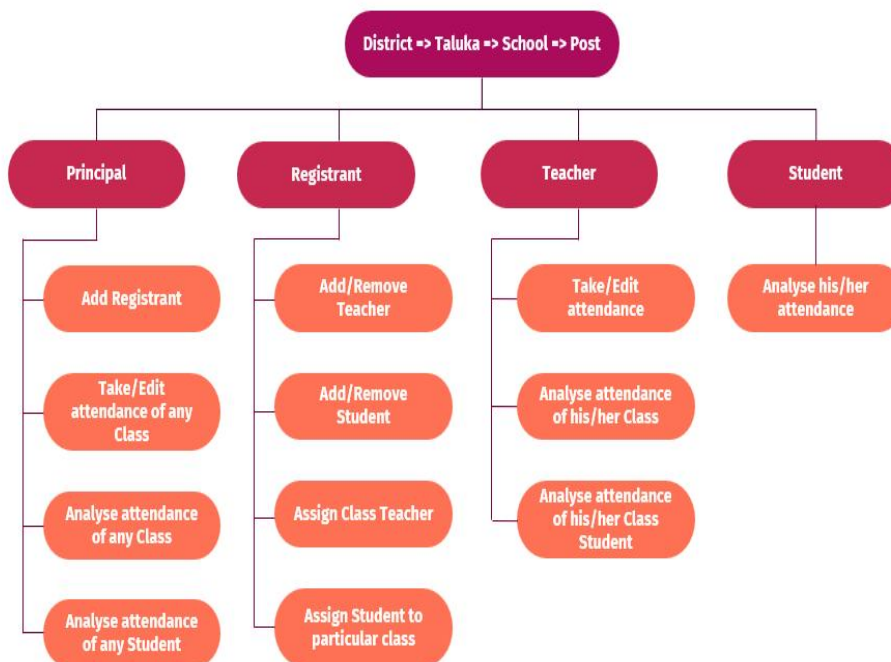 District => Taluka => School => Post
Principal
Registrant
Teacher
Student
Add Registrant
Take/Edit
attendance of any
Class
Analyse attendance
of any Class
Analyse attendance
of any Student
Add/Remove
Teacher
Add/Remove
Student
Assign Class Teacher
Assign Student to
particular class
Take/Edit
attendance
Analyse attendance
of his/her Class
Analyse attendance
of his/her Class
Student
Analyse his/her
attendance